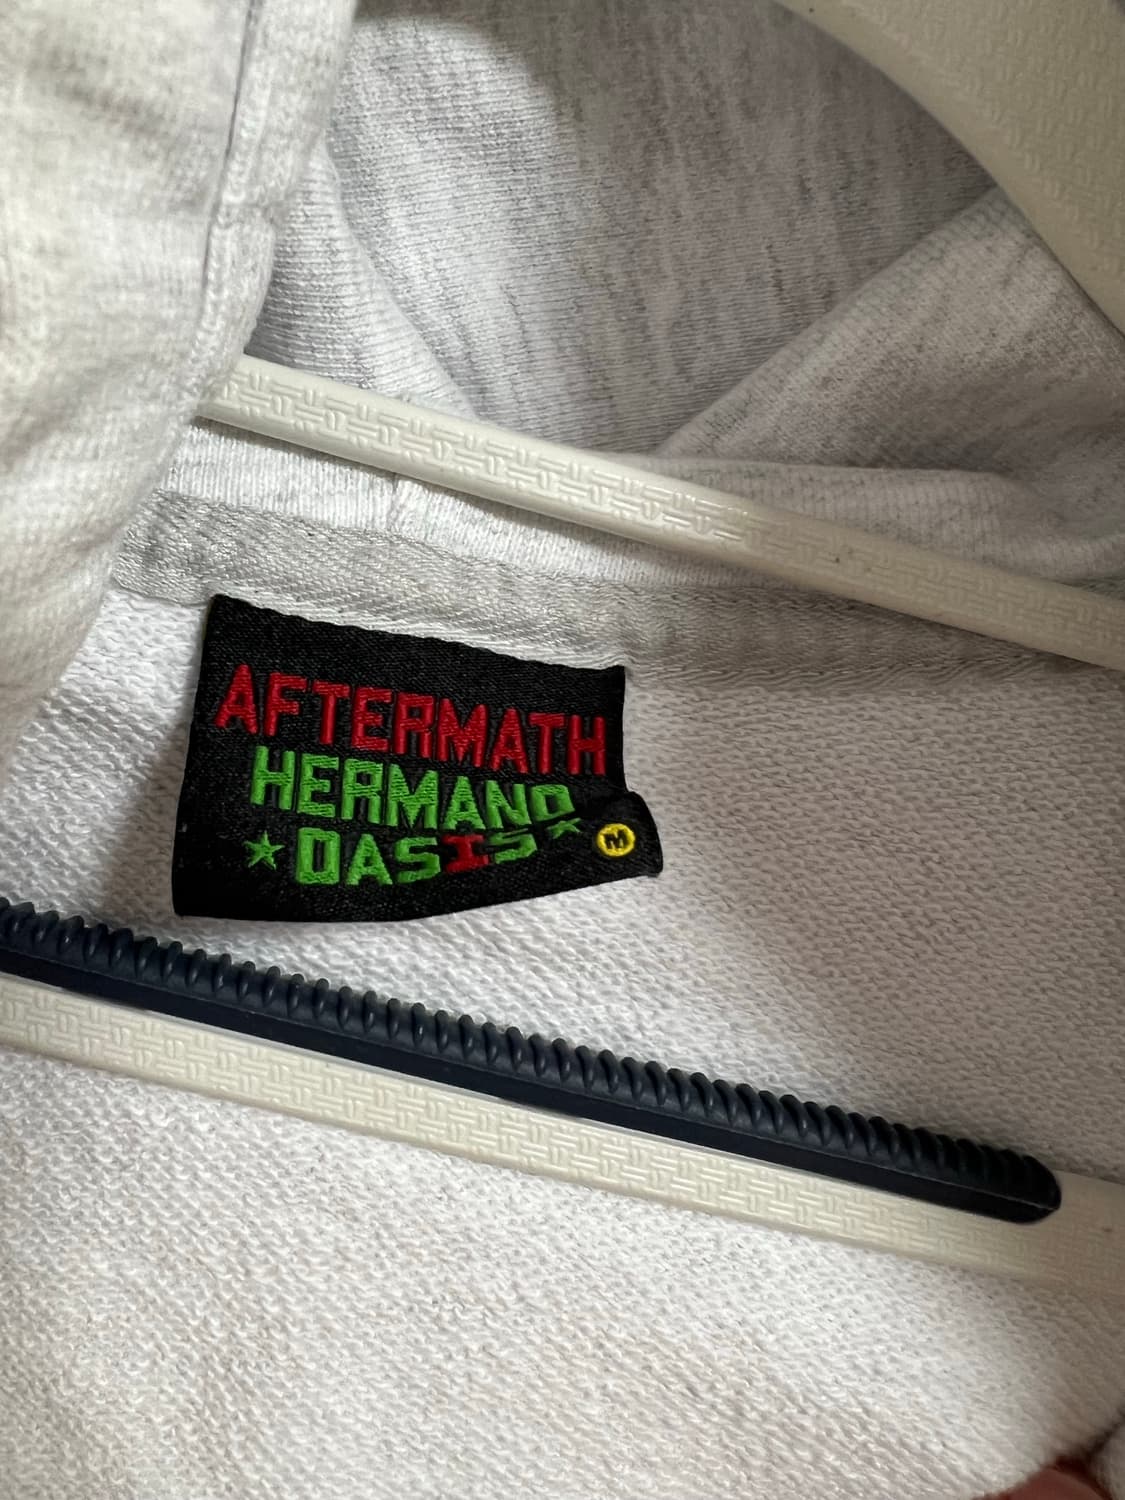 AFTERMATH
HERMANO
★ OASIS ★
M